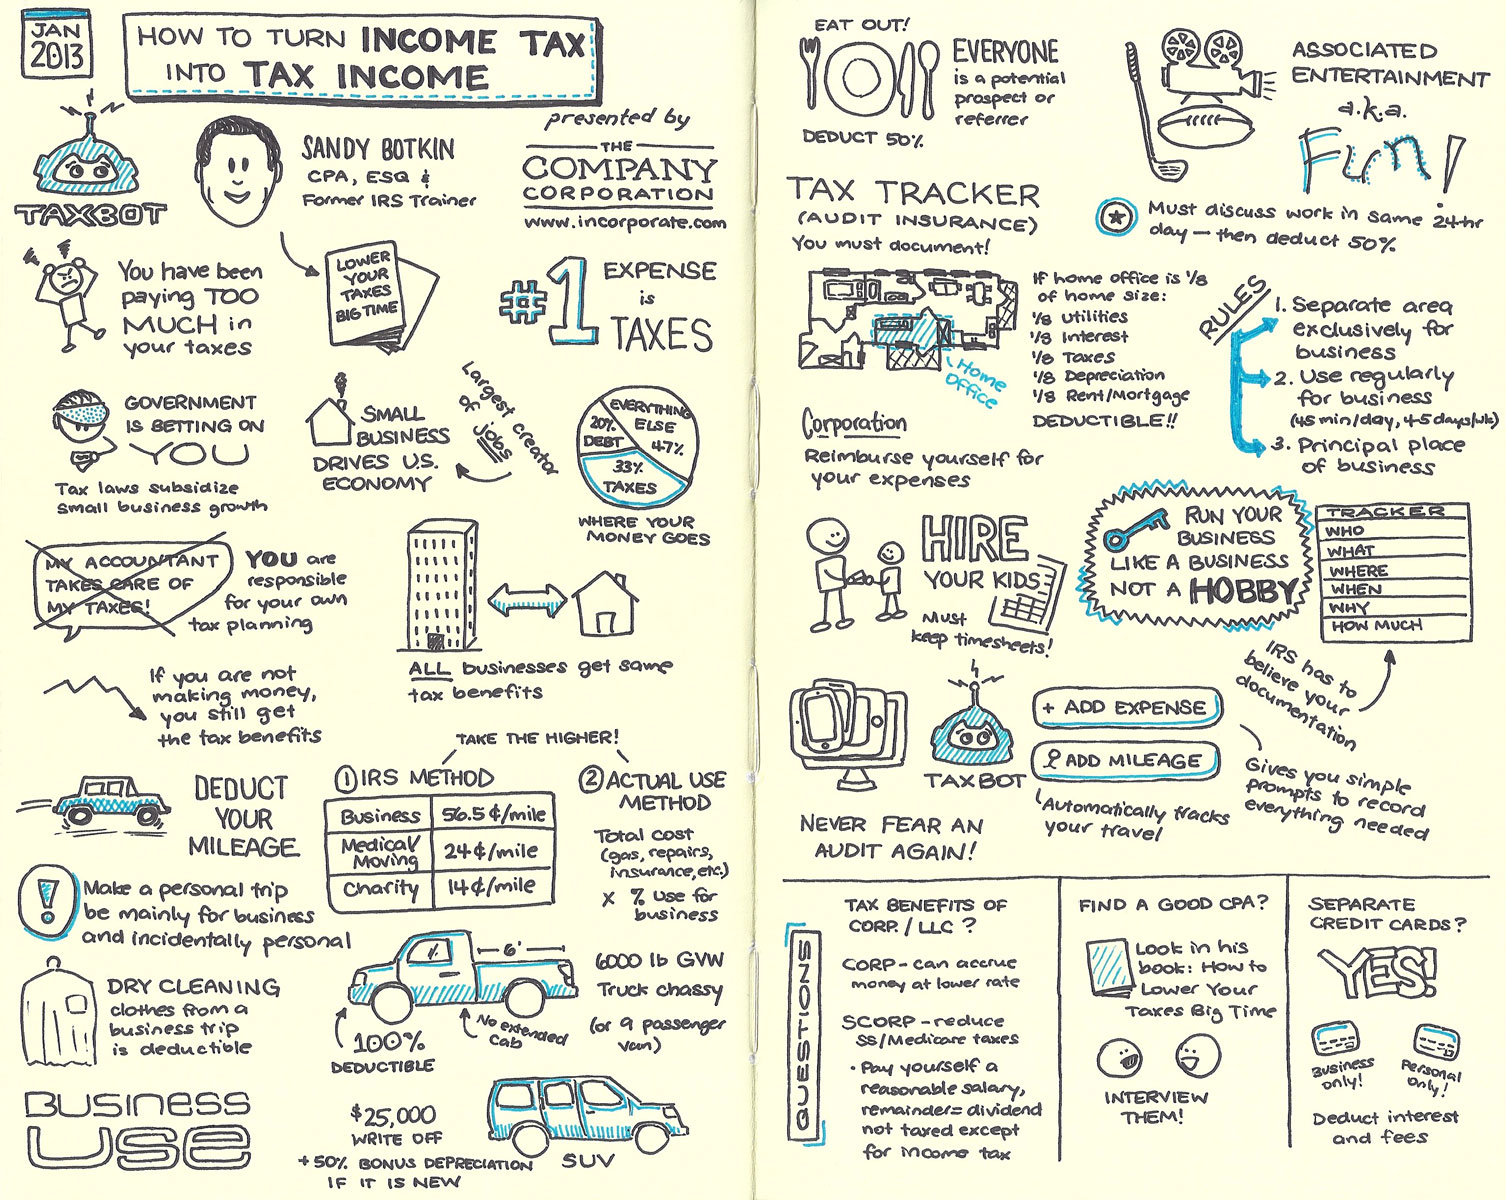 JAN
2013
HOW TO TURN INCOME TAX
INTO TAX INCOME
TAXBOT
SANDY BOTKIN
CPA, ESQ &
Former IRS Trainer
presented by
THE
COMPANY
CORPORATION
www.incorporate.com
You have been
paying TOO
MUCH in
your taxes
LOWER
YOUR
TAXES
BIG TIME
#1 EXPENSE
is
TAXES
GOVERNMENT
IS BETTING ON
YOU
Tax laws subsidize
small business growth
SMALL
BUSINESS
DRIVES U.S.
ECONOMY
Largest creator
of jobs
EVERYTHING
ELSE
47%
20%
DEBT
33%
TAXES
WHERE YOUR
MONEY GOES
MY ACCOUNTANT
TAKES CARE OF
MY TAXES!
YOU are
responsible
for your own
tax planning
ALL businesses get same
tax benefits
If you are not
making money,
you still get
the tax benefits
DEDUCT
YOUR
MILEAGE
TAKE THE HIGHER!
1 IRS METHOD
Business 56.5¢/mile
Medical/
Moving 24¢/mile
Charity 14¢/mile
2 ACTUAL USE
METHOD
Total cost
(gas, repairs,
insurance, etc.)
x % use for
business
! Make a personal trip
be mainly for business
and incidentally personal
DRY CLEANING
clothes from a
business trip
is deductible
6'
100%
DEDUCTIBLE
No extended
cab
6000 lb GVW
Truck chassy
(or 9 passenger
van)
BUSINESS
USE
$25,000
WRITE OFF
+50% BONUS DEPRECIATION
IF IT IS NEW
SUV
EAT OUT!
DEDUCT 50%
EVERYONE
is a potential
prospect or
referrer
ASSOCIATED
ENTERTAINMENT
a.k.a.
Fun!
Must discuss work in same 24-hr
day — then deduct 50%
TAX TRACKER
(AUDIT INSURANCE)
You must document!
Home
Office
If home office is 1/8
of home size:
1/8 Utilities
1/8 Interest
1/8 Taxes
1/8 Depreciation
1/8 Rent/Mortgage
DEDUCTIBLE!!
RULES
1. Separate area
exclusively for
business
2. Use regularly
for business
(45 min/day, 4-5 days/wk)
3. Principal place
of business
Corporation
Reimburse yourself for
your expenses
HIRE
YOUR KIDS
Must
keep timesheets!
RUN YOUR
BUSINESS
LIKE A BUSINESS
NOT A HOBBY
TRACKER
WHO
WHAT
WHERE
WHEN
WHY
HOW MUCH
IRS has to
believe your
documentation
TAXBOT
+ ADD EXPENSE
ADD MILEAGE
Automatically tracks
your travel
Gives you simple
prompts to record
everything needed
NEVER FEAR AN
AUDIT AGAIN!
QUESTIONS
TAX BENEFITS OF
CORP. / LLC ?
CORP - can accrue
money at lower rate
SCORP - reduce
SS/Medicare taxes
• Pay yourself a
reasonable salary,
remainder = dividend
not taxed except
for income tax
FIND A GOOD CPA?
Look in his
book: How to
Lower Your
Taxes Big Time
INTERVIEW
THEM!
SEPARATE
CREDIT CARDS?
YES!
Business
only!
Personal
only!
Deduct interest
and fees